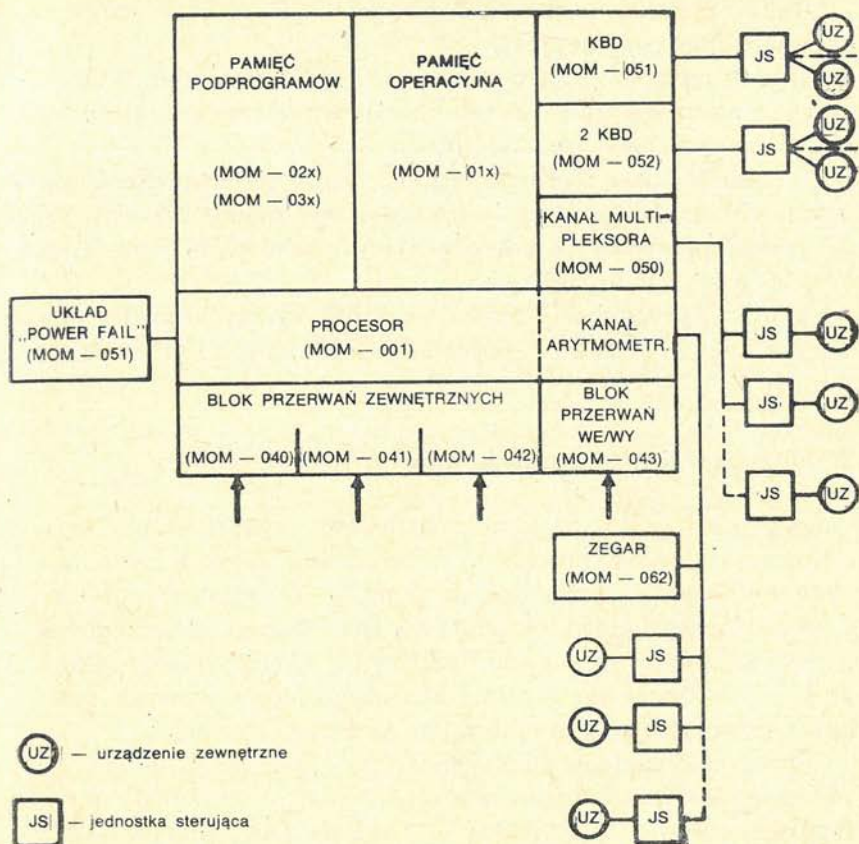 PAMIĘĆ
PODPROGRAMÓW
(MOM — 02x)
(MOM — 03x)
PAMIĘĆ
OPERACYJNA
(MOM — 01x)
KBD
(MOM — 051)
2 KBD
(MOM — 052)
KANAŁ MULTI-
PLEKSORA
(MOM — 050)
JS
UZ
UZ
JS
UZ
UZ
UKŁAD
„POWER FAIL"
(MOM — 051)
PROCESOR
(MOM — 001)
KANAŁ
ARYTMOMETR.
JS
UZ
BLOK PRZERWAŃ ZEWNĘTRZNYCH
(MOM — 040)
(MOM — 041)
(MOM — 042)
BLOK
PRZERWAŃ
WE/WY
(MOM — 043)
JS
UZ
JS
UZ
ZEGAR
(MOM — 062)
UZ
JS
UZ
JS
UZ
JS
UZ — urządzenie zewnętrzne
JS — jednostka sterująca